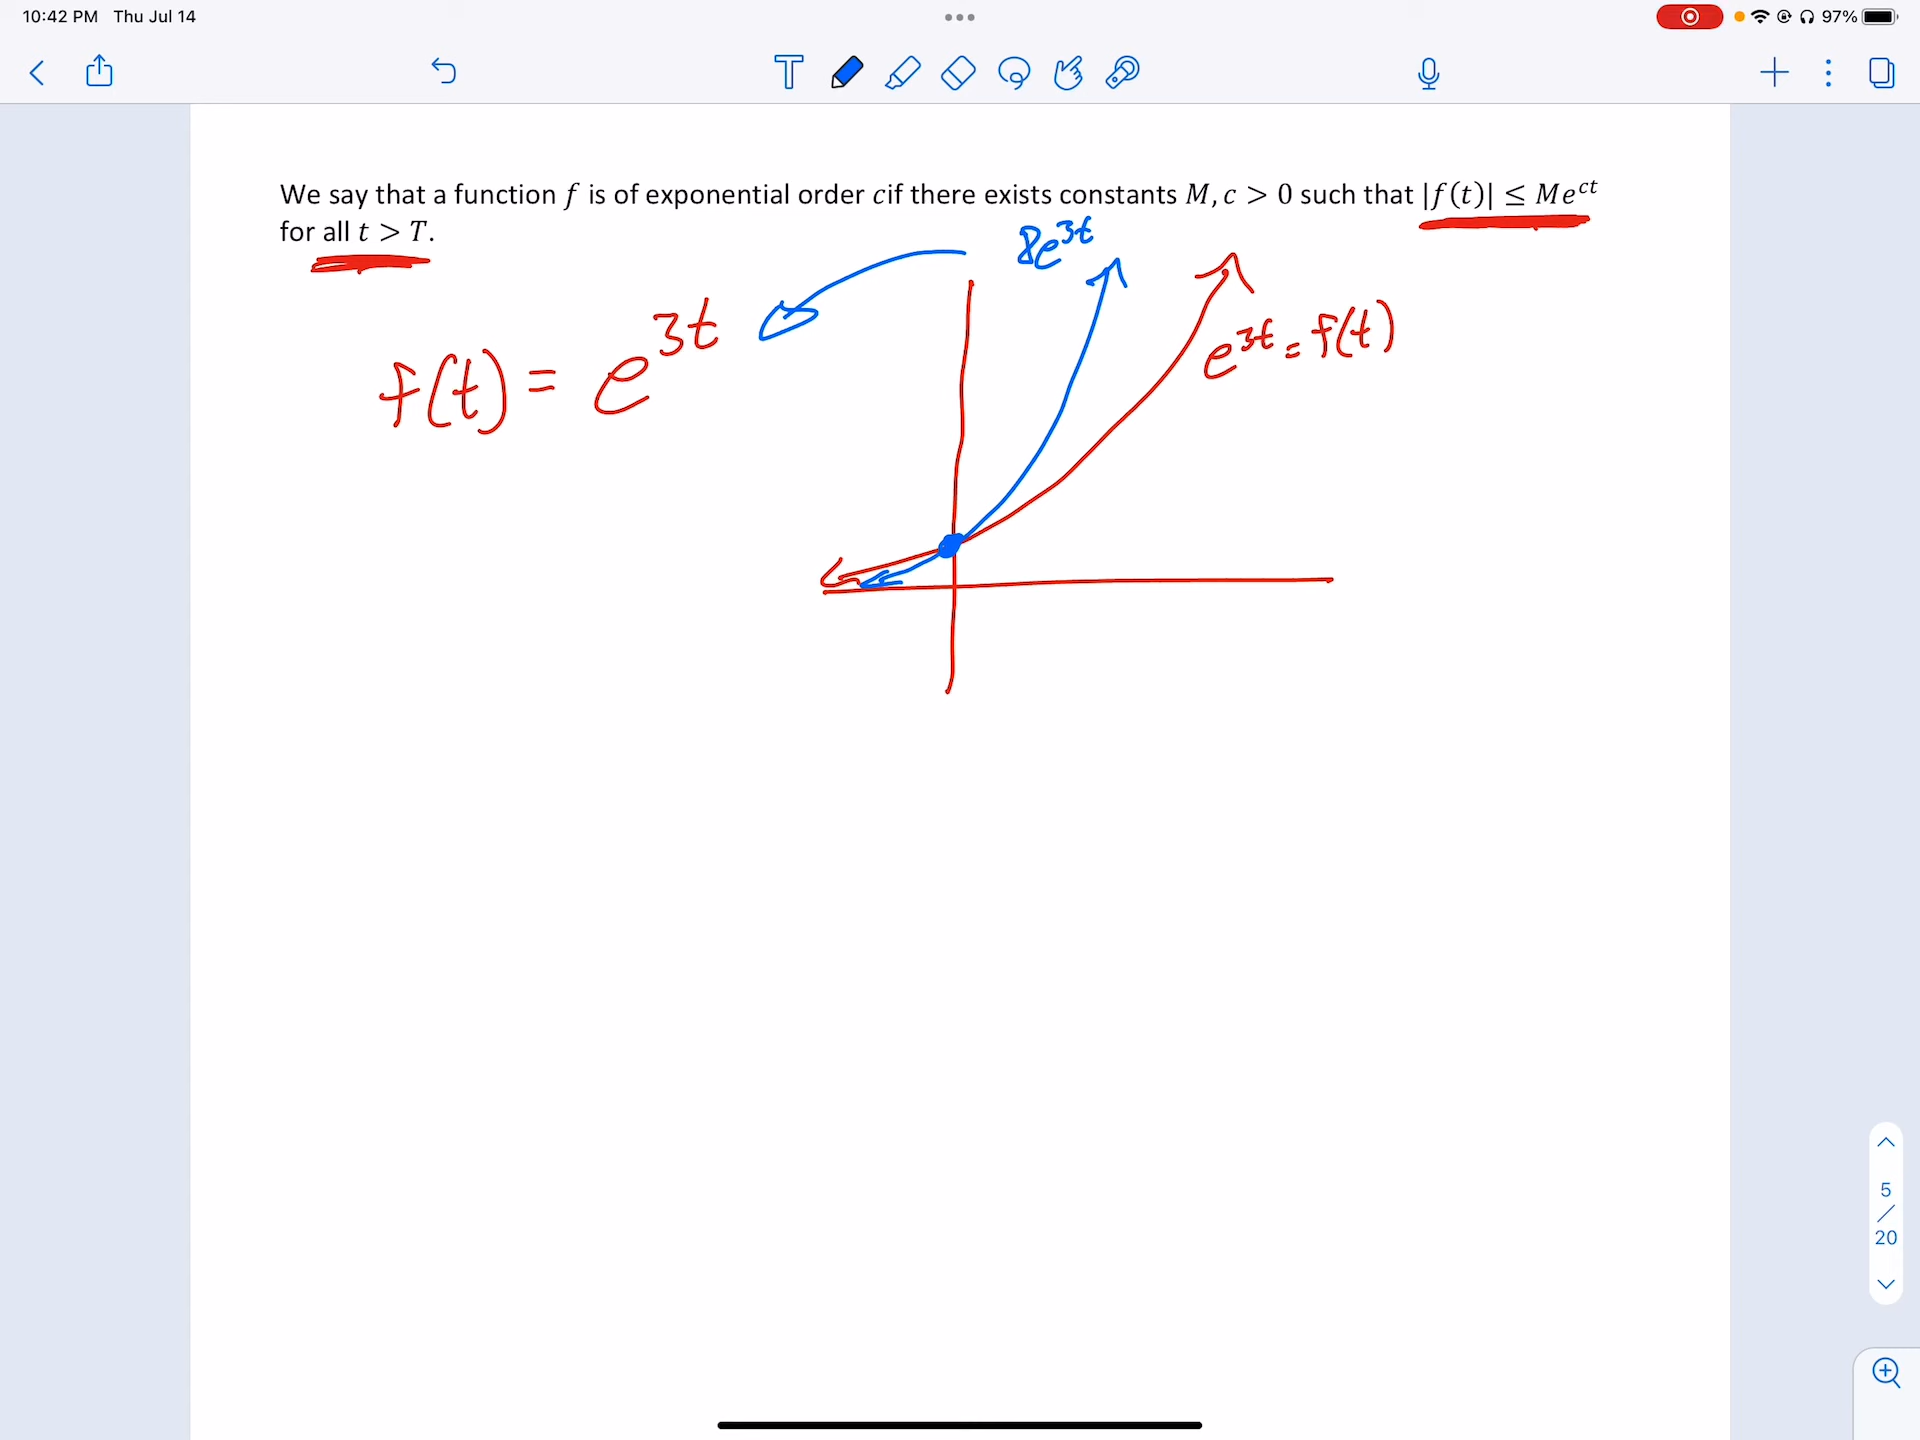 10:42 PM Thu Jul 14
97%
We say that a function f is of exponential order cif there exists constants M, c > 0 such that |f(t)| ≤ Me^{ct}
for all t > T.
8e^{3t}
f(t) = e^{3t}
e^{3t} = f(t)
5
/
20